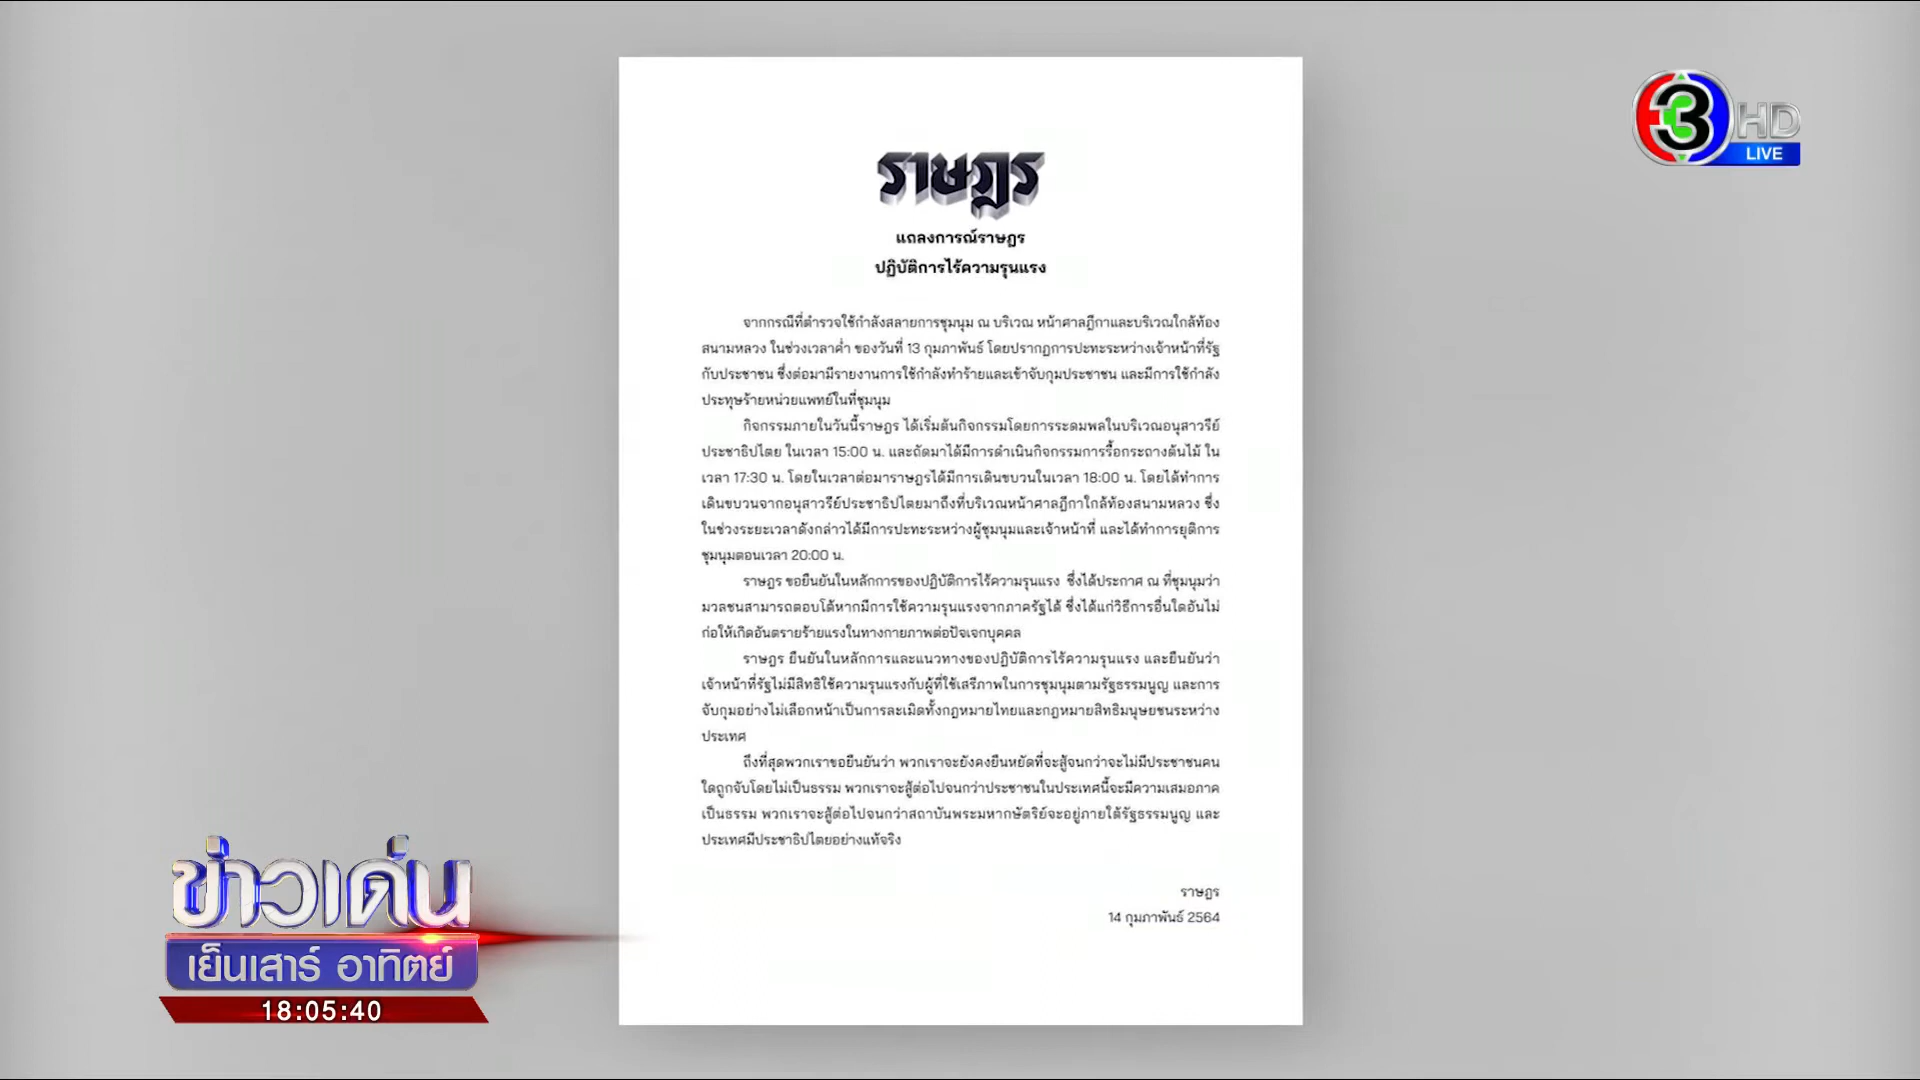 3 HD
LIVE
ราษฎร
แถลงการณ์ราษฎร
ปฏิบัติการไร้ความรุนแรง
จากกรณีที่ตำรวจใช้กำลังสลายการชุมนุม ณ บริเวณ หน้าศาลฎีกาและบริเวณใกล้ท้อง
สนามหลวง ในช่วงเวลาค่ำ ของวันที่ 13 กุมภาพันธ์ โดยปรากฏการปะทะระหว่างเจ้าหน้าที่รัฐ
กับประชาชน ซึ่งต่อมามีรายงานการใช้กำลังทำร้ายและเข้าจับกุมประชาชน และมีการใช้กำลัง
ประทุษร้ายหน่วยแพทย์ในที่ชุมนุม
กิจกรรมภายในวันนี้ราษฎร ได้เริ่มต้นกิจกรรมโดยการระดมพลในบริเวณอนุสาวรีย์
ประชาธิปไตย ในเวลา 15:00 น. และถัดมาได้มีการดำเนินกิจกรรมการรื้อกระถางต้นไม้ ใน
เวลา 17:30 น. โดยในเวลาต่อมาราษฎรได้มีการเดินขบวนในเวลา 18:00 น. โดยได้ทำการ
เดินขบวนจากอนุสาวรีย์ประชาธิปไตยมาถึงที่บริเวณหน้าศาลฎีกาใกล้ท้องสนามหลวง ซึ่ง
ในช่วงระยะเวลาดังกล่าวได้มีการปะทะระหว่างผู้ชุมนุมและเจ้าหน้าที่ และได้ทำการยุติการ
ชุมนุมตอนเวลา 20:00 น.
ราษฎร ขอยืนยันในหลักการของปฏิบัติการไร้ความรุนแรง ซึ่งได้ประกาศ ณ ที่ชุมนุมว่า
มวลชนสามารถตอบโต้หากมีการใช้ความรุนแรงจากภาครัฐได้ ซึ่งได้แก่วิธีการอื่นใดอันไม่
ก่อให้เกิดอันตรายร้ายแรงในทางกายภาพต่อปัจเจกบุคคล
ราษฎร ยืนยันในหลักการและแนวทางของปฏิบัติการไร้ความรุนแรง และยืนยันว่า
เจ้าหน้าที่รัฐไม่มีสิทธิใช้ความรุนแรงกับผู้ที่ใช้เสรีภาพในการชุมนุมตามรัฐธรรมนูญ และการ
จับกุมอย่างไม่เลือกหน้าเป็นการละเมิดทั้งกฎหมายไทยและกฎหมายสิทธิมนุษยชนระหว่าง
ประเทศ
ถึงที่สุดพวกเราขอยืนยันว่า พวกเราจะยังคงยืนหยัดที่จะสู้จนกว่าจะไม่มีประชาชนคน
ใดถูกจับโดยไม่เป็นธรรม พวกเราจะสู้ต่อไปจนกว่าประชาชนในประเทศนี้จะมีความเสมอภาค
เป็นธรรม พวกเราจะสู้ต่อไปจนกว่าสถาบันพระมหากษัตริย์จะอยู่ภายใต้รัฐธรรมนูญ และ
ประเทศมีประชาธิปไตยอย่างแท้จริง
ราษฎร
14 กุมภาพันธ์ 2564
ข่าวเด่น
เย็นเสาร์ อาทิตย์
18:05:40